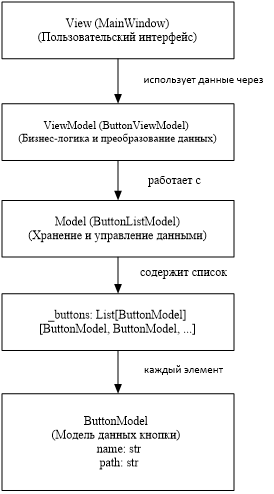 View (MainWindow)
(Пользовательский интерфейс)
использует данные через
ViewModel (ButtonViewModel)
(Бизнес-логика и преобразование данных)
работает с
Model (ButtonListModel)
(Хранение и управление данными)
содержит список
_buttons: List[ButtonModel]
[ButtonModel, ButtonModel, ...]
каждый элемент
ButtonModel
(Модель данных кнопки)
name: str
path: str